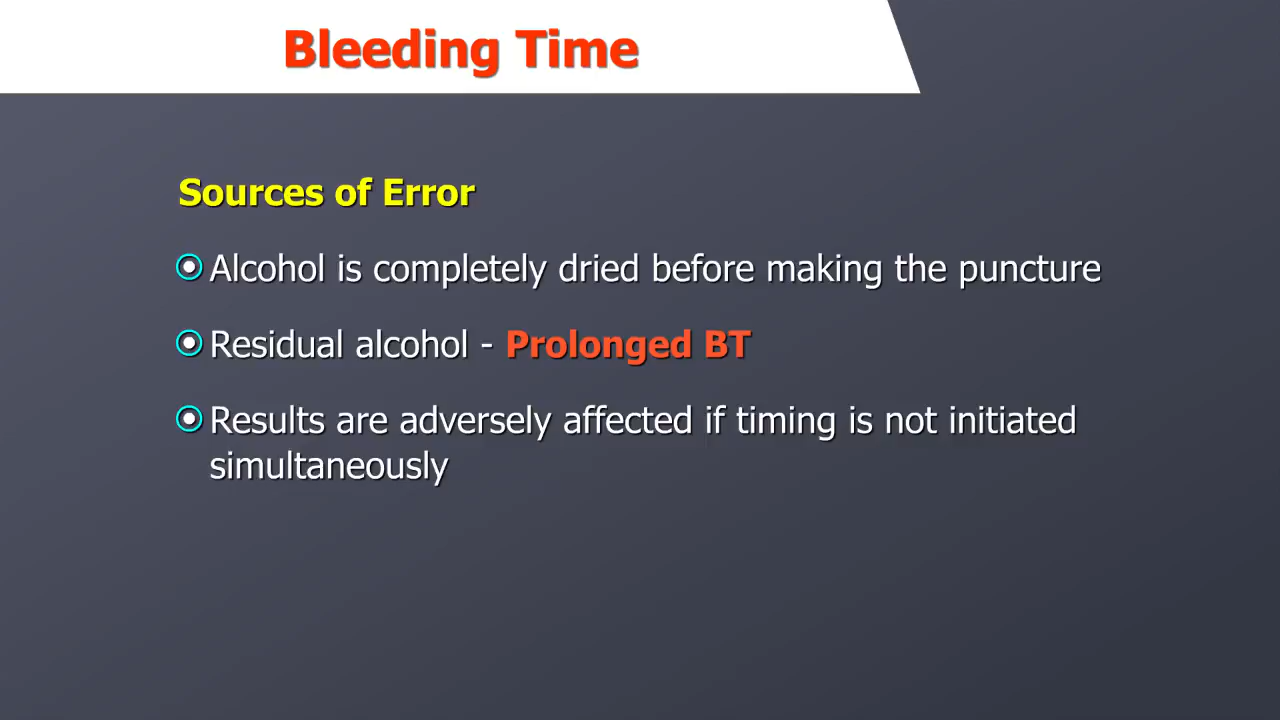 Bleeding Time
Sources of Error
Alcohol is completely dried before making the puncture
Residual alcohol - Prolonged BT
Results are adversely affected if timing is not initiated
simultaneously